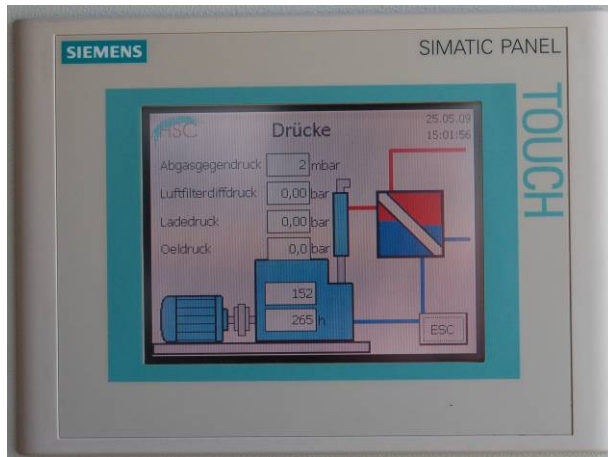 SIEMENS
SIMATIC PANEL
TOUCH
ASC
Drücke
25.05.09
15:01:56
Abgasgegendruck 2 mbar
Luftfilterdiffdruck 0,00 bar
Ladedruck 0,00 bar
Oeldruck 0,0 bar
152
265 h
ESC